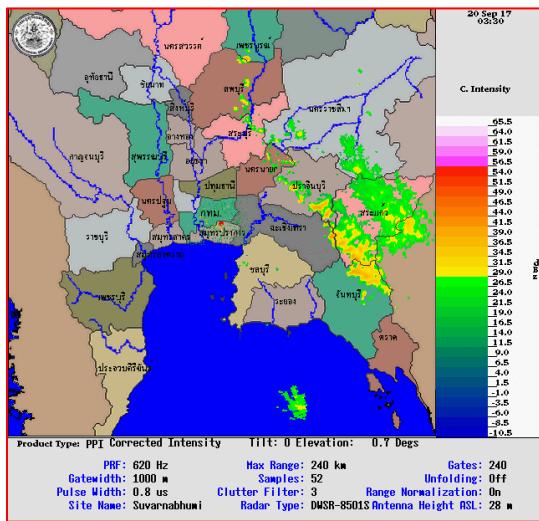 20 Sep 17
03:30
C. Intensity
65.5
64.0
61.5
59.0
56.5
54.0
51.5
49.0
46.5
44.0
41.5
39.0
36.5
34.0
31.5
29.0
26.5
24.0
21.5
19.0
16.5
14.0
11.5
9.0
6.5
4.0
1.5
-1.0
-3.5
-6.0
-8.5
-10.5
นครสวรรค์
เพชรบูรณ์
อุทัยธานี
ชัยนาท
ลพบุรี
สิงห์บุรี
นครราชสีมา
สระบุรี
อ่างทอง
กาญจนบุรี
สุพรรณบุรี
อยุธยา
นครนายก
ปทุมธานี
ปราจีนบุรี
นครปฐม
กทม.
สระแก้ว
ราชบุรี
สมุทรสาคร
สมุทรปราการ
ฉะเชิงเทรา
สมุทรสงคราม
ชลบุรี
เพชรบุรี
ระยอง
จันทบุรี
ตราด
ประจวบคีรีขันธ์
Product Type: PPI Corrected Intensity Tilt: 0 Elevation: 0.7 Degs
PRF: 620 Hz Max Range: 240 km Gates: 240
Gatewidth: 1000 m Samples: 52 Unfolding: Off
Pulse Width: 0.8 us Clutter Filter: 3 Range Normalization: On
Site Name: Suvarnabhumi Radar Type: DWSR-8501S Antenna Height ASL: 28 m